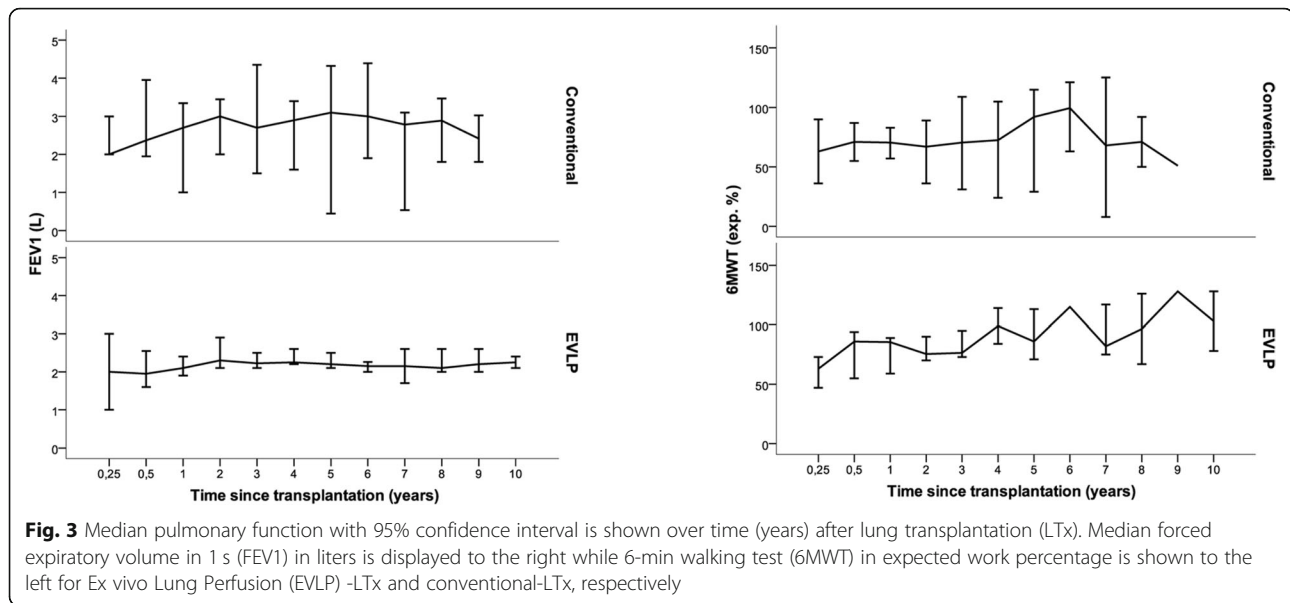 5
4
3
2
1
0
Conventional
5
4
3
2
1
0
EVLP
FEV1 (L)
0,25 0,5 1 2 3 4 5 6 7 8 9 10
Time since transplantation (years)
150
100
50
0
Conventional
150
100
50
0
EVLP
6MWT (exp. %)
0,25 0,5 1 2 3 4 5 6 7 8 9 10
Time since transplantation (years)
Fig. 3 Median pulmonary function with 95% confidence interval is shown over time (years) after lung transplantation (LTx). Median forced
expiratory volume in 1 s (FEV1) in liters is displayed to the right while 6-min walking test (6MWT) in expected work percentage is shown to the
left for Ex vivo Lung Perfusion (EVLP) -LTx and conventional-LTx, respectively